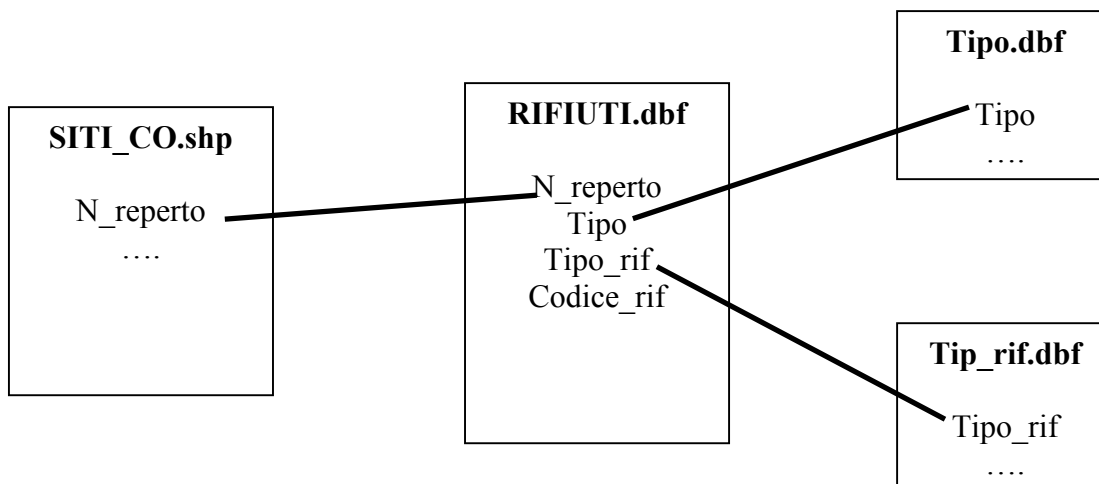 SITI_CO.shp
N_reperto
….
RIFIUTI.dbf
N_reperto
Tipo
Tipo_rif
Codice_rif
Tipo.dbf
Tipo
….
Tip_rif.dbf
Tipo_rif
….